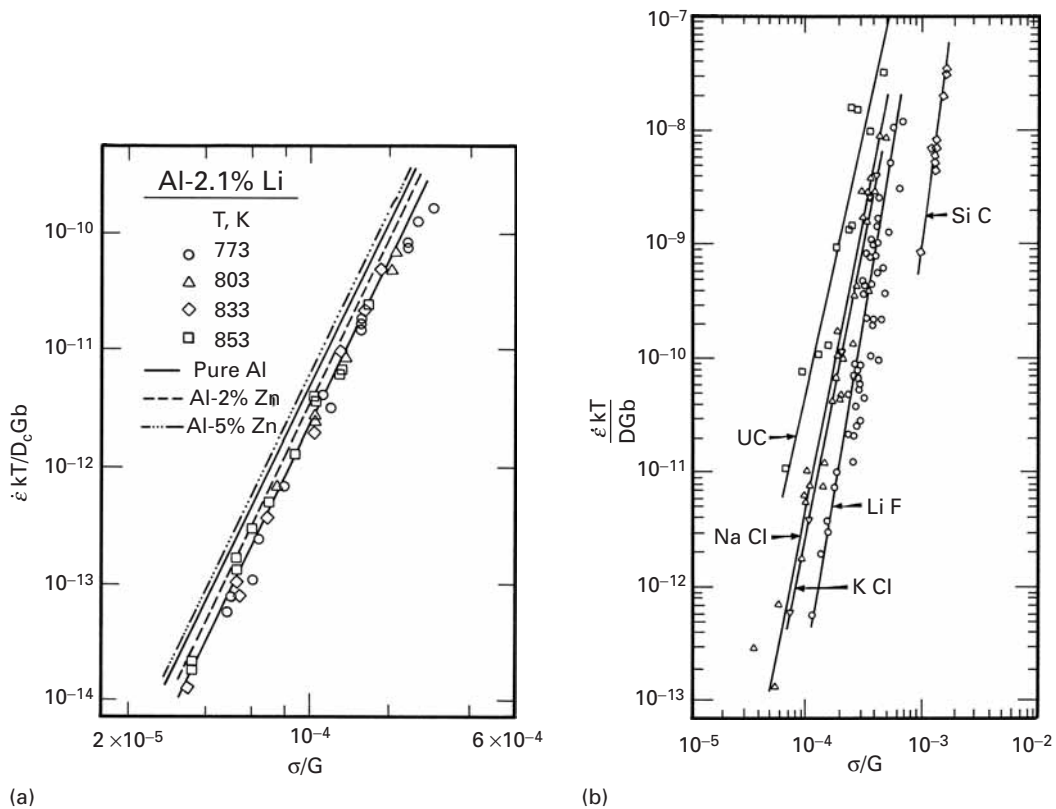 Al-2.1% Li
T, K
773
803
833
853
Pure Al
Al-2% Zn
Al-5% Zn
10⁻¹⁰
10⁻¹¹
10⁻¹²
10⁻¹³
10⁻¹⁴
ε̇ kT/D_cGb
2×10⁻⁵
10⁻⁴
6×10⁻⁴
σ/G
(a)
10⁻⁷
10⁻⁸
10⁻⁹
10⁻¹⁰
10⁻¹¹
10⁻¹²
10⁻¹³
ε̇ kT
DGb
Si C
UC
Li F
Na Cl
K Cl
10⁻⁵
10⁻⁴
10⁻³
10⁻²
σ/G
(b)